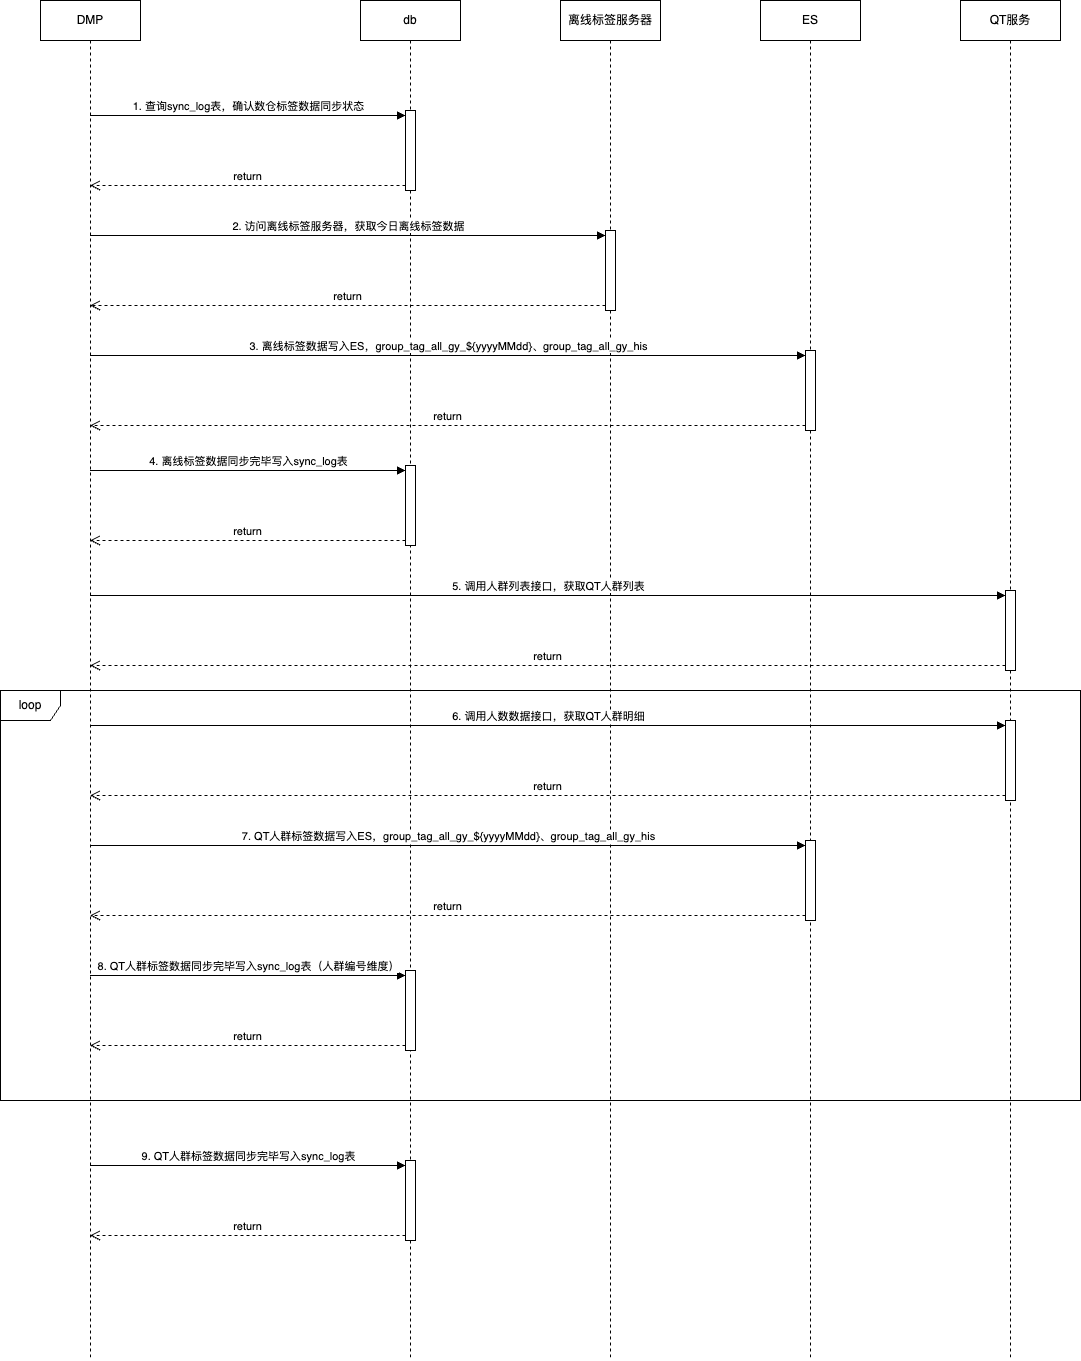 DMP
db
离线标签服务器
ES
QT服务
1. 查询sync_log表，确认数仓标签数据同步状态
return
2. 访问离线标签服务器，获取今日离线标签数据
return
3. 离线标签数据写入ES，group_tag_all_gy_${yyyyMMdd}、group_tag_all_gy_his
return
4. 离线标签数据同步完毕写入sync_log表
return
5. 调用人群列表接口，获取QT人群列表
return
loop
6. 调用人数数据接口，获取QT人群明细
return
7. QT人群标签数据写入ES，group_tag_all_gy_${yyyyMMdd}、group_tag_all_gy_his
return
8. QT人群标签数据同步完毕写入sync_log表（人群编号维度）
return
9. QT人群标签数据同步完毕写入sync_log表
return